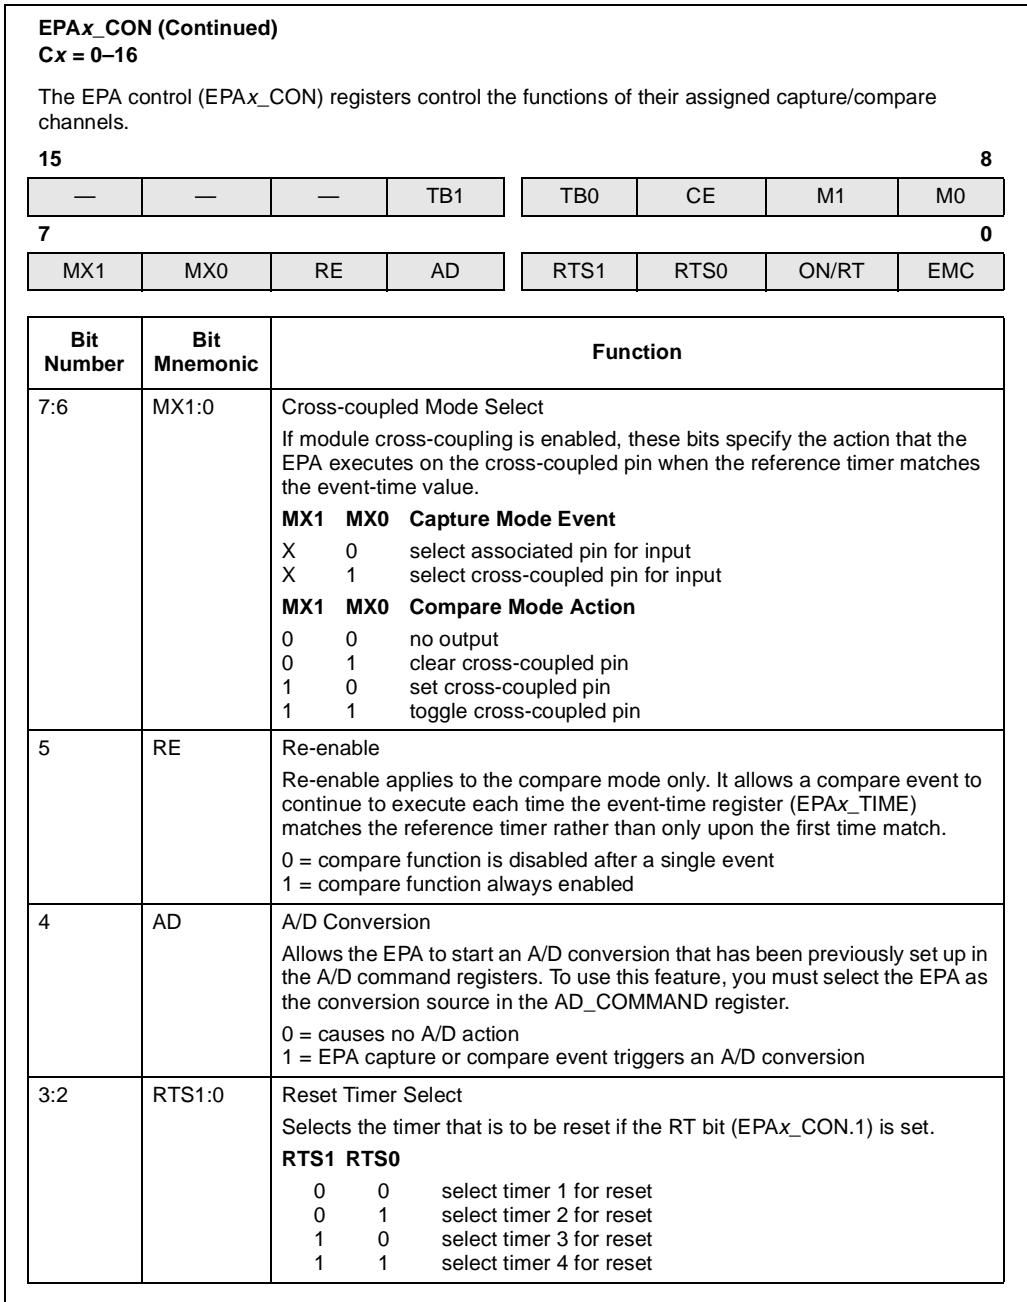 EPAx_CON (Continued)
Cx = 0–16
The EPA control (EPAx_CON) registers control the functions of their assigned capture/compare
channels.
15 8
— — — TB1 TB0 CE M1 M0
7 0
MX1 MX0 RE AD RTS1 RTS0 ON/RT EMC
Bit Number Bit Mnemonic Function
7:6 MX1:0 Cross-coupled Mode Select
If module cross-coupling is enabled, these bits specify the action that the
EPA executes on the cross-coupled pin when the reference timer matches
the event-time value.
MX1 MX0 Capture Mode Event
X 0 select associated pin for input
X 1 select cross-coupled pin for input
MX1 MX0 Compare Mode Action
0 0 no output
0 1 clear cross-coupled pin
1 0 set cross-coupled pin
1 1 toggle cross-coupled pin
5 RE Re-enable
Re-enable applies to the compare mode only. It allows a compare event to
continue to execute each time the event-time register (EPAx_TIME)
matches the reference timer rather than only upon the first time match.
0 = compare function is disabled after a single event
1 = compare function always enabled
4 AD A/D Conversion
Allows the EPA to start an A/D conversion that has been previously set up in
the A/D command registers. To use this feature, you must select the EPA as
the conversion source in the AD_COMMAND register.
0 = causes no A/D action
1 = EPA capture or compare event triggers an A/D conversion
3:2 RTS1:0 Reset Timer Select
Selects the timer that is to be reset if the RT bit (EPAx_CON.1) is set.
RTS1 RTS0
0 0 select timer 1 for reset
0 1 select timer 2 for reset
1 0 select timer 3 for reset
1 1 select timer 4 for reset